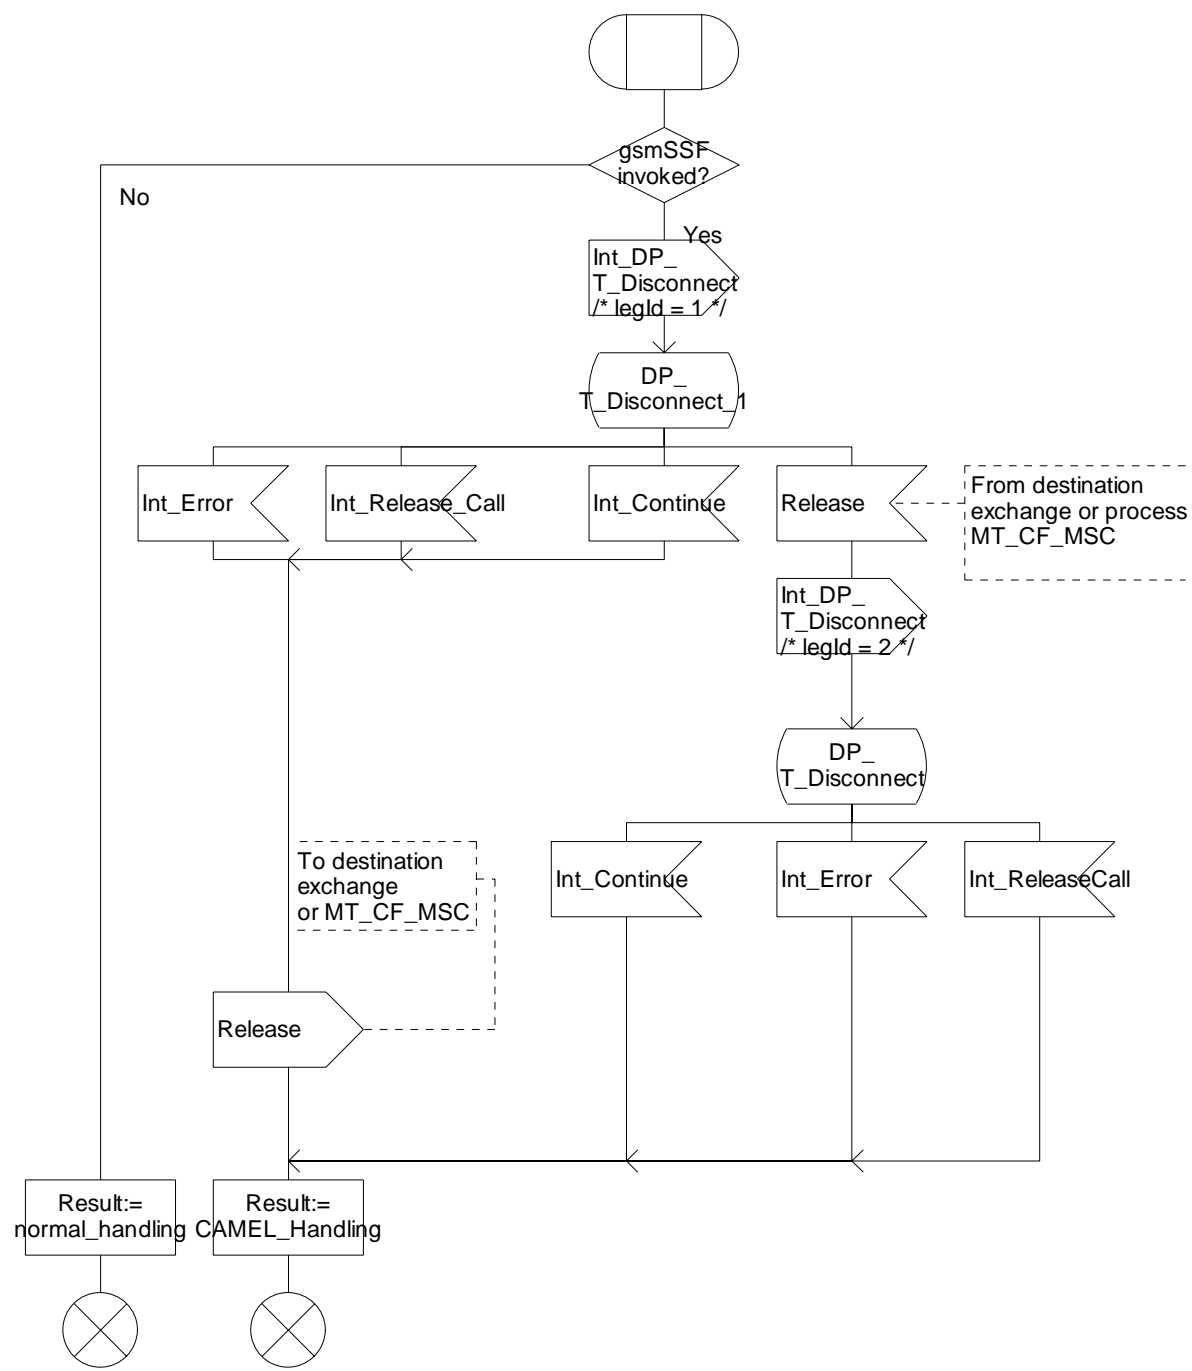 gsmSSF
invoked?
No
Yes
Int_DP_
T_Disconnect
/* legId = 1 */
DP_
T_Disconnect_1
Int_Error
Int_Release_Call
Int_Continue
Release
From destination
exchange or process
MT_CF_MSC
Int_DP_
T_Disconnect
/* legId = 2 */
DP_
T_Disconnect
To destination
exchange
or MT_CF_MSC
Int_Continue
Int_Error
Int_ReleaseCall
Release
Result:=
normal_handling
Result:=
CAMEL_Handling